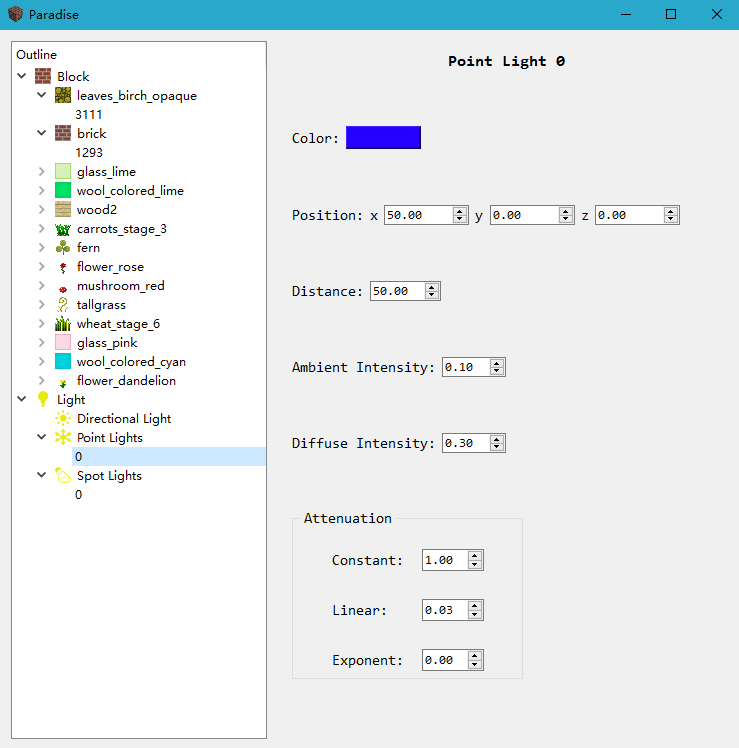 Paradise
Outline
Block
leaves_birch_opaque
3111
brick
1293
glass_lime
wool_colored_lime
wood2
carrots_stage_3
fern
flower_rose
mushroom_red
tallgrass
wheat_stage_6
glass_pink
wool_colored_cyan
flower_dandelion
Light
Directional Light
Point Lights
0
Spot Lights
0
Point Light 0
Color:
Position: x 50.00 y 0.00 z 0.00
Distance: 50.00
Ambient Intensity: 0.10
Diffuse Intensity: 0.30
Attenuation
Constant: 1.00
Linear: 0.03
Exponent: 0.00